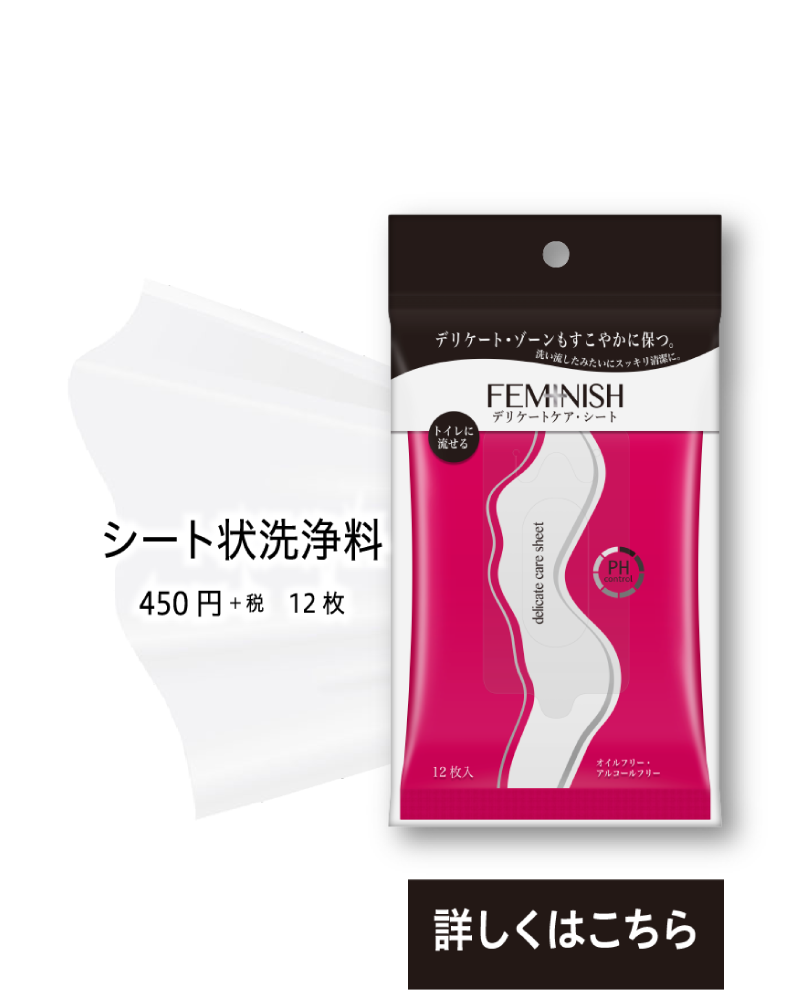 デリケート・ゾーンもすこやかに保つ。
洗い流したみたいにスッキリ清潔に。
FEMINISH
デリケートケア・シート
トイレに
流せる
シート状洗浄料
450円+税 12枚
delicate care sheet
PH
control
12枚入
オイルフリー・
アルコールフリー
詳しくはこちら